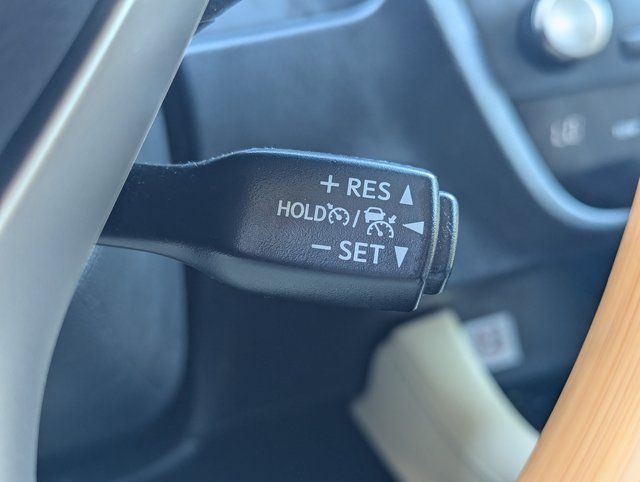 + RES
HOLD /
− SET